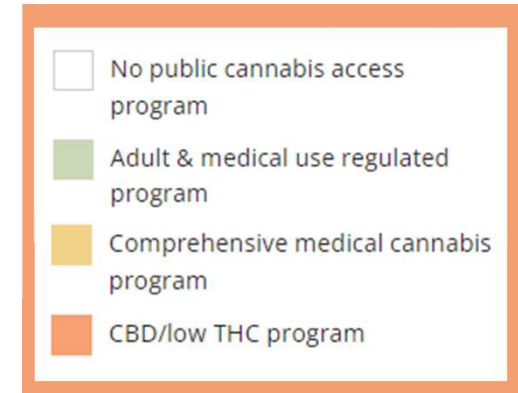 No public cannabis access
program
Adult & medical use regulated
program
Comprehensive medical cannabis
program
CBD/low THC program